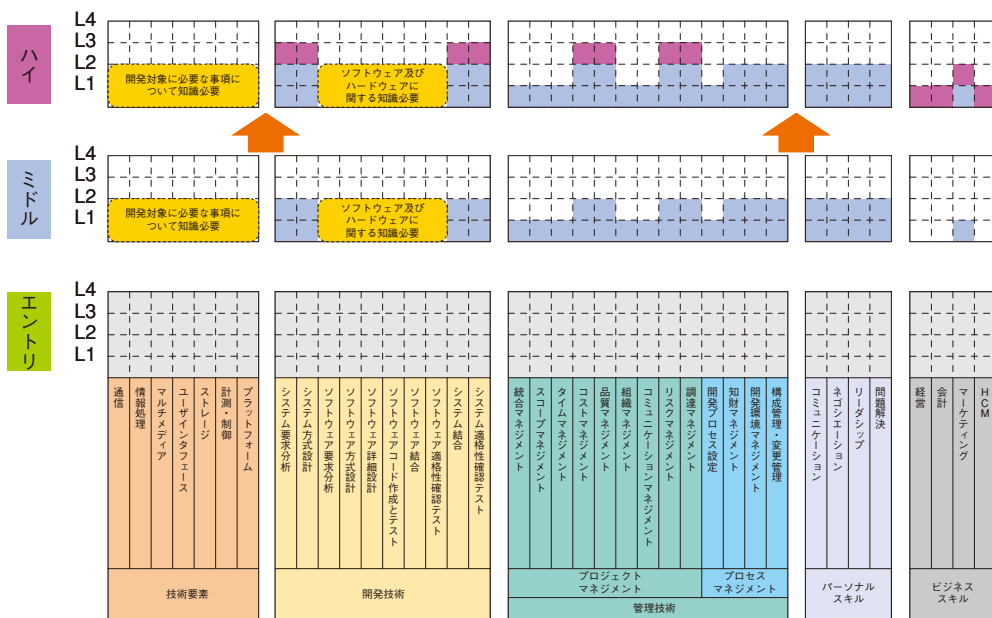 ハイ
L4
L3
L2
L1
開発対象に必要な事項に
ついて知識必要
ソフトウェア及び
ハードウェアに
関する知識必要
ミドル
L4
L3
L2
L1
開発対象に必要な事項に
ついて知識必要
ソフトウェア及び
ハードウェアに
関する知識必要
エントリ
L4
L3
L2
L1
通信
情報処理
マルチメディア
ユーザインタフェース
ストレージ
計測・制御
プラットフォーム
システム要求分析
システム方式設計
ソフトウェア要求分析
ソフトウェア方式設計
ソフトウェア詳細設計
ソフトウェアコード作成とテスト
ソフトウェア結合
ソフトウェア適格性確認テスト
システム結合
システム適格性確認テスト
統合マネジメント
スコープマネジメント
タイムマネジメント
コストマネジメント
品質マネジメント
組織マネジメント
コミュニケーションマネジメント
リスクマネジメント
調達マネジメント
開発プロセス設定
知財マネジメント
開発環境マネジメント
構成管理・変更管理
コミュニケーション
ネゴシエーション
リーダシップ
問題解決
経営
会計
マーケティング
HCM
技術要素
開発技術
プロジェクト
マネジメント
プロセス
マネジメント
管理技術
パーソナル
スキル
ビジネス
スキル